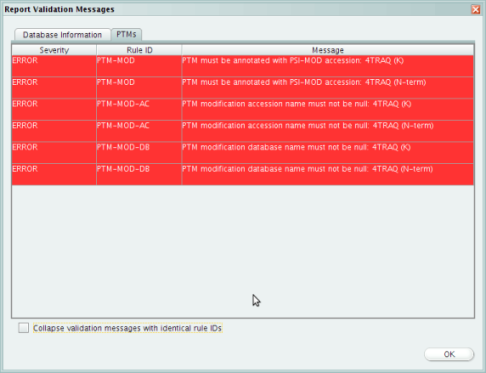 Report Validation Messages
Database Information PTMs
Severity Rule ID Message
ERROR PTM-MOD PTM must be annotated with PSI-MOD accession: 4TRAQ (K)
ERROR PTM-MOD PTM must be annotated with PSI-MOD accession: 4TRAQ (N-term)
ERROR PTM-MOD-AC PTM modification accession name must not be null: 4TRAQ (K)
ERROR PTM-MOD-AC PTM modification accession name must not be null: 4TRAQ (N-term)
ERROR PTM-MOD-DB PTM modification database name must not be null: 4TRAQ (K)
ERROR PTM-MOD-DB PTM modification database name must not be null: 4TRAQ (N-term)
Collapse validation messages with identical rule IDs
OK